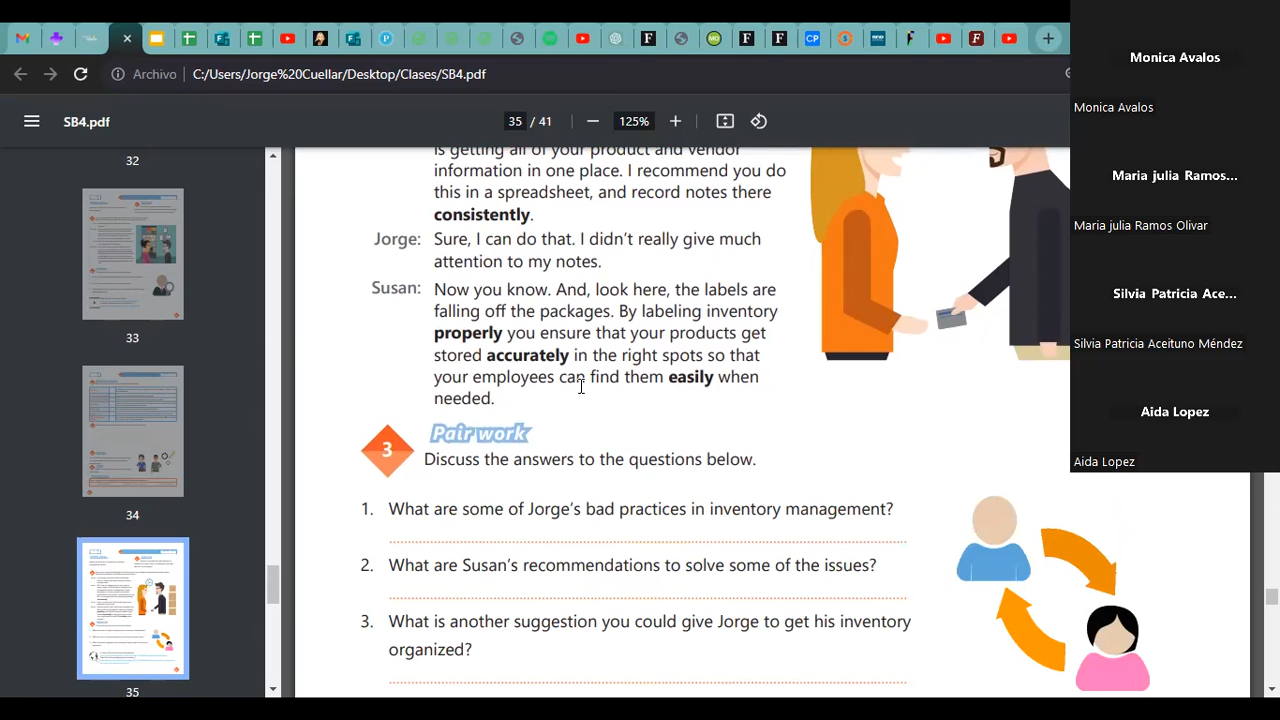 Archivo
C:/Users/Jorge%20Cuellar/Desktop/Clases/SB4.pdf
SB4.pdf
35 / 41
125%
32
33
34
35
is getting all of your product and vendor
information in one place. I recommend you do
this in a spreadsheet, and record notes there
consistently.
Jorge: Sure, I can do that. I didn't really give much
attention to my notes.
Susan: Now you know. And, look here, the labels are
falling off the packages. By labeling inventory
properly you ensure that your products get
stored accurately in the right spots so that
your employees can find them easily when
needed.
3 Pair work
Discuss the answers to the questions below.
1. What are some of Jorge's bad practices in inventory management?
2. What are Susan's recommendations to solve some of the issues?
3. What is another suggestion you could give Jorge to get his inventory
organized?
Monica Avalos
Monica Avalos
Maria julia Ramos...
Maria julia Ramos Olivar
Silvia Patricia Ace...
Silvia Patricia Aceituno Méndez
Aida Lopez
Aida Lopez